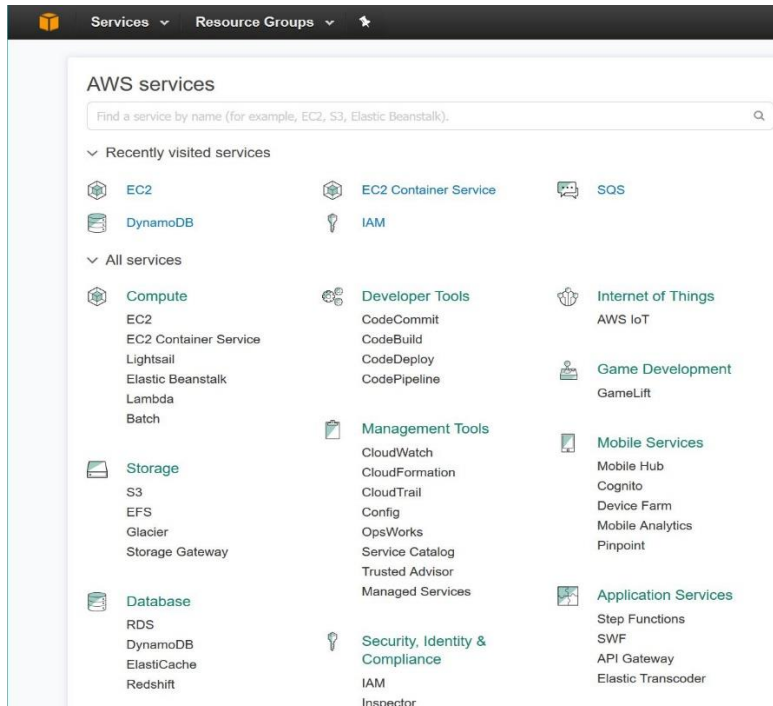 Services Resource Groups
AWS services
Find a service by name (for example, EC2, S3, Elastic Beanstalk).
Recently visited services
EC2
EC2 Container Service
SQS
DynamoDB
IAM
All services
Compute
EC2
EC2 Container Service
Lightsail
Elastic Beanstalk
Lambda
Batch
Storage
S3
EFS
Glacier
Storage Gateway
Database
RDS
DynamoDB
ElastiCache
Redshift
Developer Tools
CodeCommit
CodeBuild
CodeDeploy
CodePipeline
Management Tools
CloudWatch
CloudFormation
CloudTrail
Config
OpsWorks
Service Catalog
Trusted Advisor
Managed Services
Security, Identity &
Compliance
IAM
Inspector
Internet of Things
AWS IoT
Game Development
GameLift
Mobile Services
Mobile Hub
Cognito
Device Farm
Mobile Analytics
Pinpoint
Application Services
Step Functions
SWF
API Gateway
Elastic Transcoder